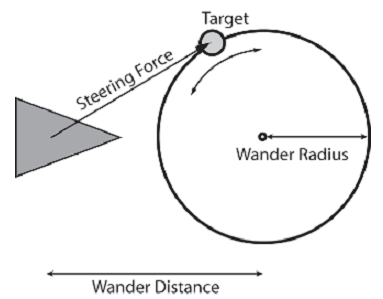 Target
Steering Force
Wander Radius
Wander Distance